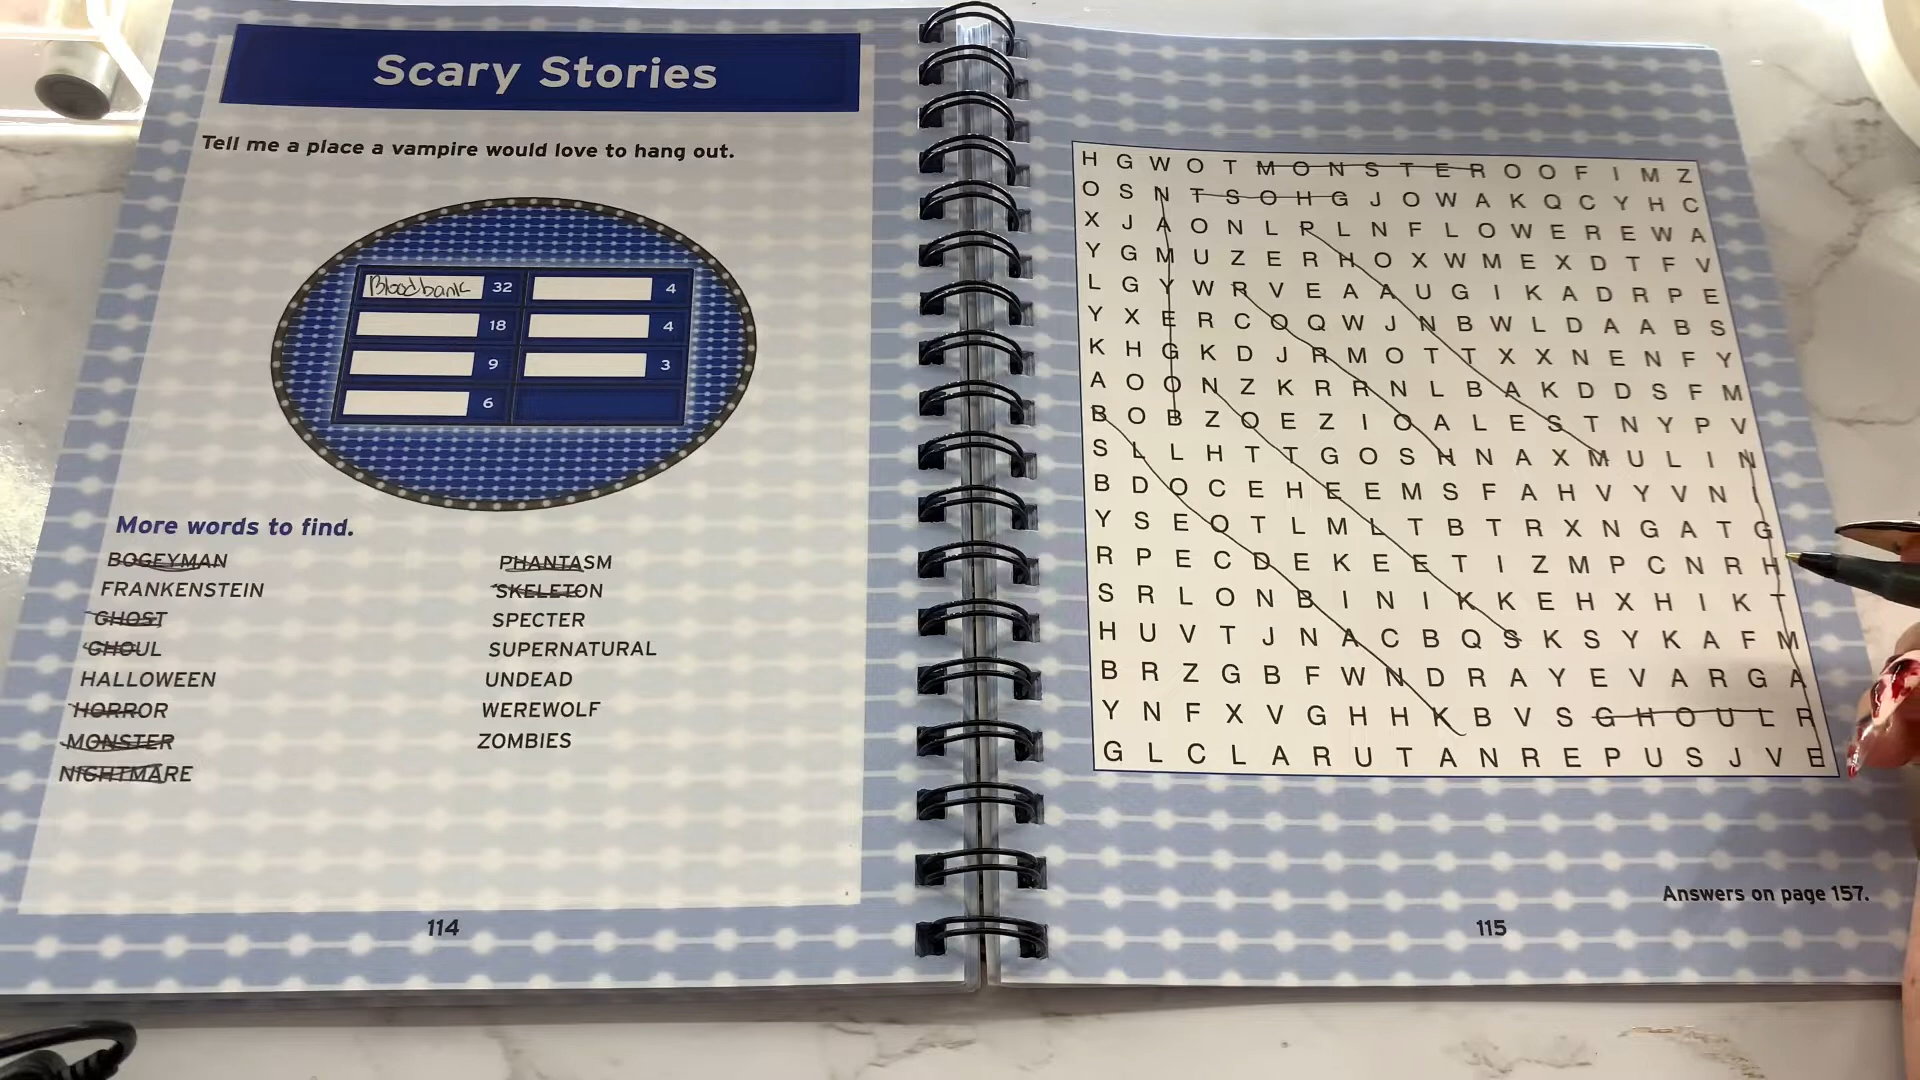 Scary Stories
Tell me a place a vampire would love to hang out.
Bloodbank 32
4
18
4
9
3
6
More words to find.
BOGEYMAN
FRANKENSTEIN
GHOST
GHOUL
HALLOWEEN
HORROR
MONSTER
NIGHTMARE
PHANTASM
SKELETON
SPECTER
SUPERNATURAL
UNDEAD
WEREWOLF
ZOMBIES
114
H G W O T M O N S T E R O O F I M Z
O S N T S O H G J O W A K Q C Y H C
X J A O N L P L N F L O W E R E W A
Y G M U Z E R H O X W M E X D T F V
L G Y W R V E A A U G I K A D R P E
Y X E R C O Q W J N B W L D A A B S
K H G K D J R M O T T X X N E N F Y
A O O N Z K R R N L B A K D D S F M
B O B Z O E Z I O A L E S T N Y P V
S L L H T T G O S H N A X M U L I N
B D O C E H E E M S F A H V Y V N I
Y S E O T L M L T B T R X N G A T G
R P E C D E K E E T I Z M P C N R H
S R L O N B I N I K K E H X H I K T
H U V T J N A C B Q S K S Y K A F M
B R Z G B F W N D R A Y E V A R G A
Y N F X V G H H K B V S G H O U L R
G L C L A R U T A N R E P U S J V E
Answers on page 157.
115